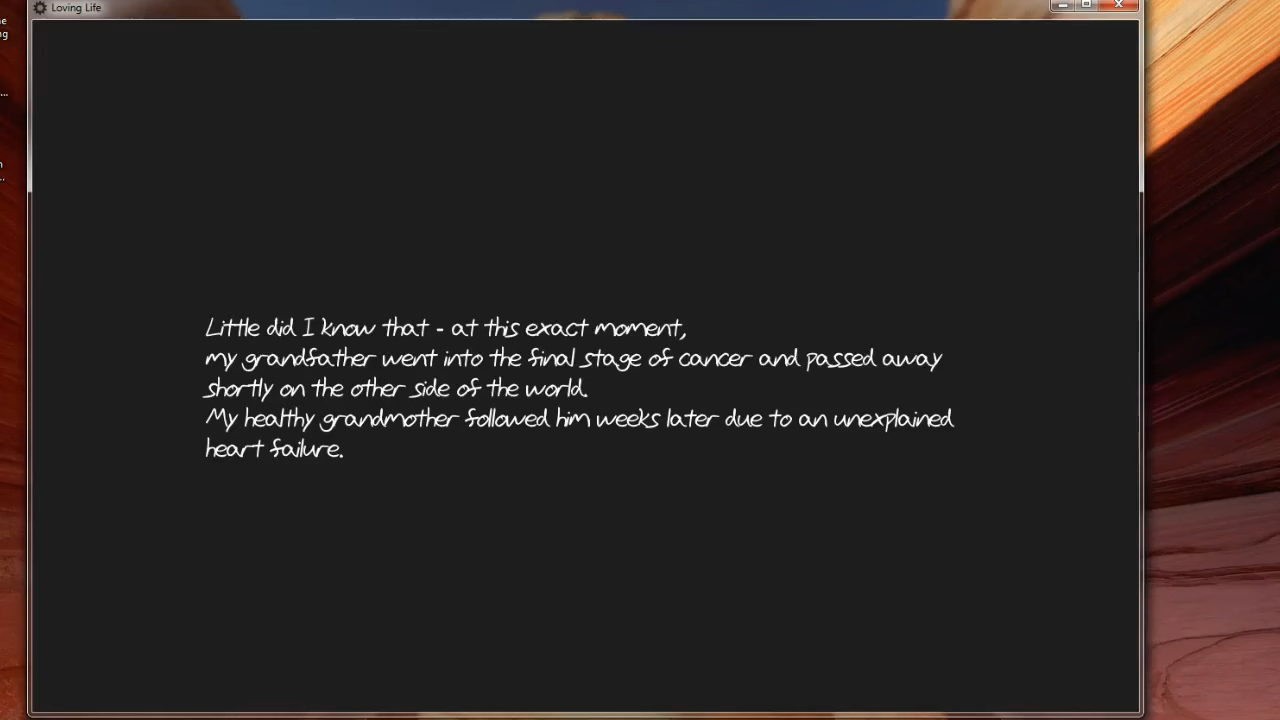 Loving Life
Little did I know that - at this exact moment,
my grandfather went into the final stage of cancer and passed away
shortly on the other side of the world.
My healthy grandmother followed him weeks later due to an unexplained
heart failure.